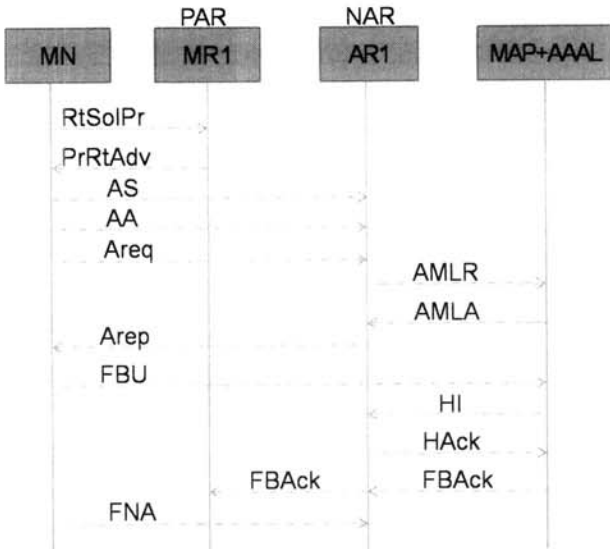 PAR NAR
MN MR1 AR1 MAP+AAAL
RtSolPr
PrRtAdv
AS
AA
Areq
AMLR
AMLA
Arep
FBU
HI
HAck
FBAck FBAck
FNA